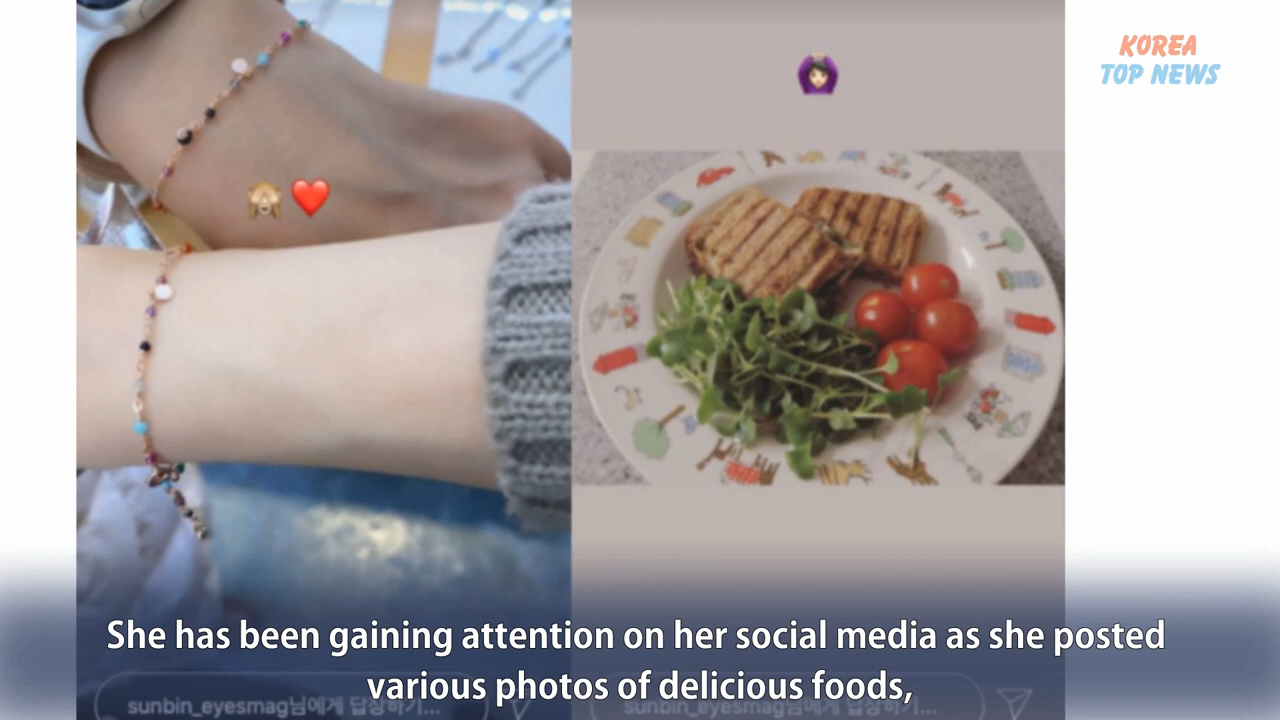 KOREA
TOP NEWS
She has been gaining attention on her social media as she posted
various photos of delicious foods,
sunbin_eyesmag님에게 답장하기...
sunbin_eyesmag님에게 답장하기...